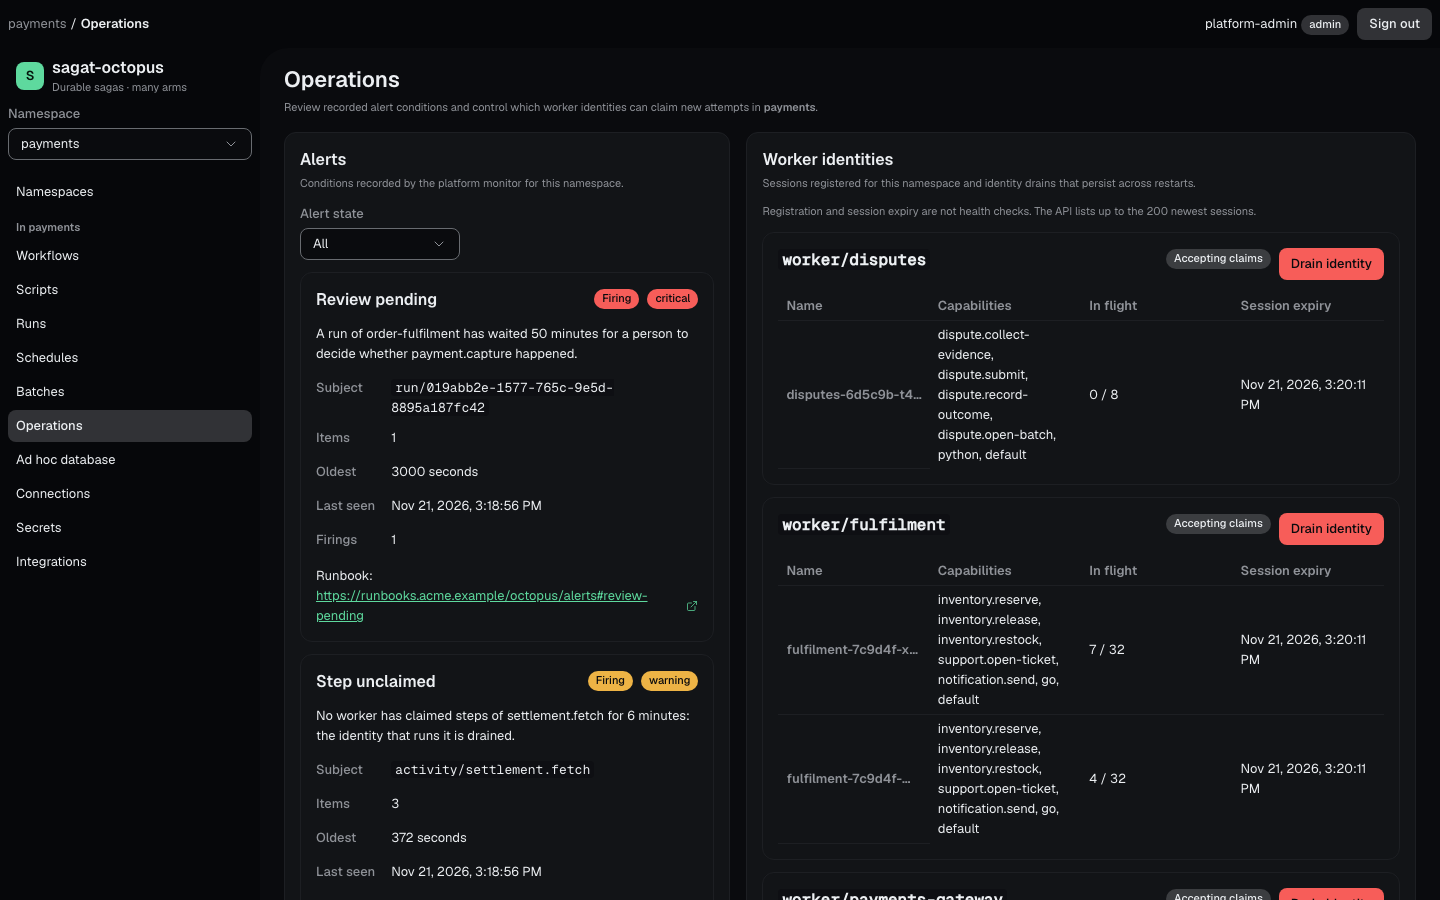 payments / Operations
platform-admin admin Sign out
S
sagat-octopus
Durable sagas · many arms
Namespace
payments
Namespaces
In payments
Workflows
Scripts
Runs
Schedules
Batches
Operations
Ad hoc database
Connections
Secrets
Integrations
Operations
Review recorded alert conditions and control which worker identities can claim new attempts in payments.
Alerts
Conditions recorded by the platform monitor for this namespace.
Alert state
All
Review pending Firing critical
A run of order-fulfilment has waited 50 minutes for a person to
decide whether payment.capture happened.
Subject run/019abb2e-1577-765c-9e5d-
8895a187fc42
Items 1
Oldest 3000 seconds
Last seen Nov 21, 2026, 3:18:56 PM
Firings 1
Runbook:
https://runbooks.acme.example/octopus/alerts#review-
pending
Step unclaimed Firing warning
No worker has claimed steps of settlement.fetch for 6 minutes:
the identity that runs it is drained.
Subject activity/settlement.fetch
Items 3
Oldest 372 seconds
Last seen Nov 21, 2026, 3:18:56 PM
Worker identities
Sessions registered for this namespace and identity drains that persist across restarts.
Registration and session expiry are not health checks. The API lists up to the 200 newest sessions.
worker/disputes Accepting claims Drain identity
Name Capabilities In flight Session expiry
dispute.collect-
evidence,
dispute.submit,
dispute.record-
outcome,
dispute.open-batch,
python, default
disputes-6d5c9b-t4... 0 / 8 Nov 21, 2026, 3:20:11
PM
worker/fulfilment Accepting claims Drain identity
Name Capabilities In flight Session expiry
inventory.reserve,
inventory.release,
inventory.restock,
support.open-ticket,
notification.send, go,
default
fulfilment-7c9d4f-x... 7 / 32 Nov 21, 2026, 3:20:11
PM
inventory.reserve,
inventory.release,
inventory.restock,
support.open-ticket,
notification.send, go,
default
fulfilment-7c9d4f-... 4 / 32 Nov 21, 2026, 3:20:11
PM
worker/payments-gateway Accepting claims Drain identity